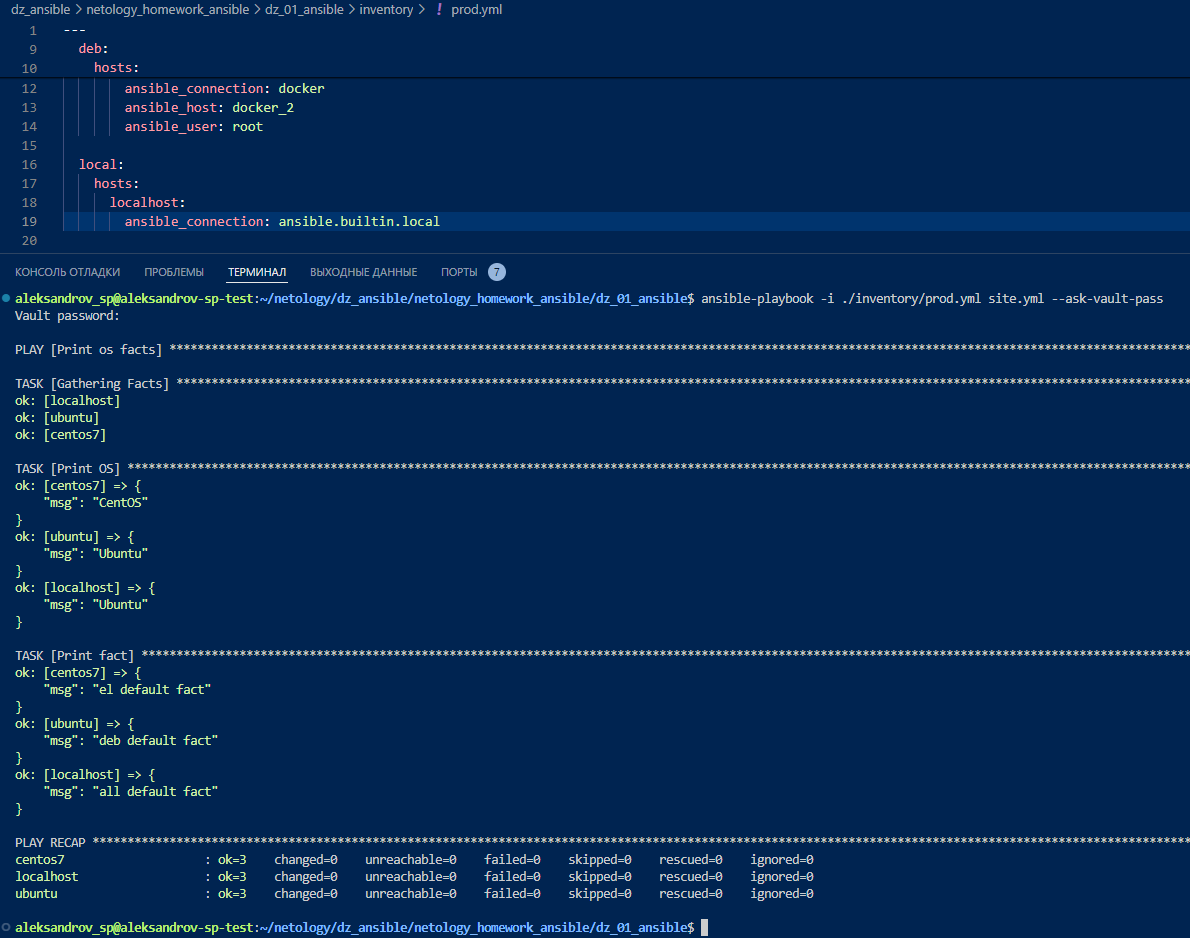 dz_ansible > netology_homework_ansible > dz_01_ansible > inventory > ! prod.yml
1 ---
9 deb:
10 hosts:
12 ansible_connection: docker
13 ansible_host: docker_2
14 ansible_user: root
15
16 local:
17 hosts:
18 localhost:
19 ansible_connection: ansible.builtin.local
20
КОНСОЛЬ ОТЛАДКИ ПРОБЛЕМЫ ТЕРМИНАЛ ВЫХОДНЫЕ ДАННЫЕ ПОРТЫ 7
aleksandrov_sp@aleksandrov-sp-test:~/netology/dz_ansible/netology_homework_ansible/dz_01_ansible$ ansible-playbook -i ./inventory/prod.yml site.yml --ask-vault-pass
Vault password:
PLAY [Print os facts] ****************************************************************************************************************************************************
TASK [Gathering Facts] ***************************************************************************************************************************************************
ok: [localhost]
ok: [ubuntu]
ok: [centos7]
TASK [Print OS] **********************************************************************************************************************************************************
ok: [centos7] => {
"msg": "CentOS"
}
ok: [ubuntu] => {
"msg": "Ubuntu"
}
ok: [localhost] => {
"msg": "Ubuntu"
}
TASK [Print fact] ********************************************************************************************************************************************************
ok: [centos7] => {
"msg": "el default fact"
}
ok: [ubuntu] => {
"msg": "deb default fact"
}
ok: [localhost] => {
"msg": "all default fact"
}
PLAY RECAP ***************************************************************************************************************************************************************
centos7 : ok=3 changed=0 unreachable=0 failed=0 skipped=0 rescued=0 ignored=0
localhost : ok=3 changed=0 unreachable=0 failed=0 skipped=0 rescued=0 ignored=0
ubuntu : ok=3 changed=0 unreachable=0 failed=0 skipped=0 rescued=0 ignored=0
aleksandrov_sp@aleksandrov-sp-test:~/netology/dz_ansible/netology_homework_ansible/dz_01_ansible$